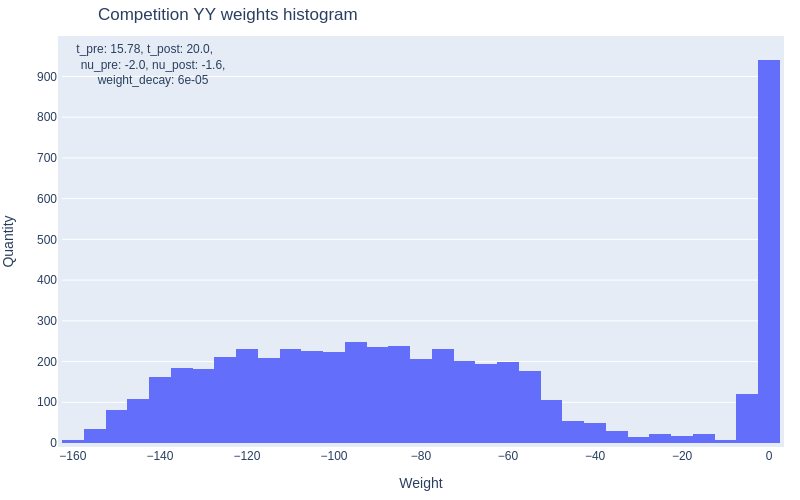 Competition YY weights histogram
t_pre: 15.78, t_post: 20.0,
nu_pre: -2.0, nu_post: -1.6,
weight_decay: 6e-05
900
800
700
600
500
400
300
200
100
0
Quantity
−160 −140 −120 −100 −80 −60 −40 −20 0
Weight